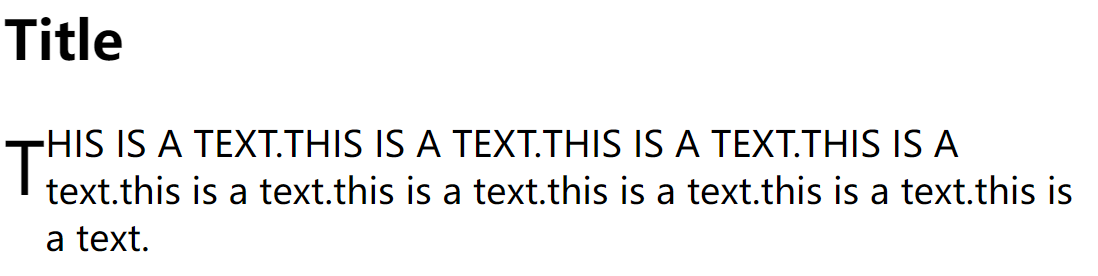 Title
THIS IS A TEXT.THIS IS A TEXT.THIS IS A TEXT.THIS IS A
text.this is a text.this is a text.this is a text.this is a text.this is
a text.